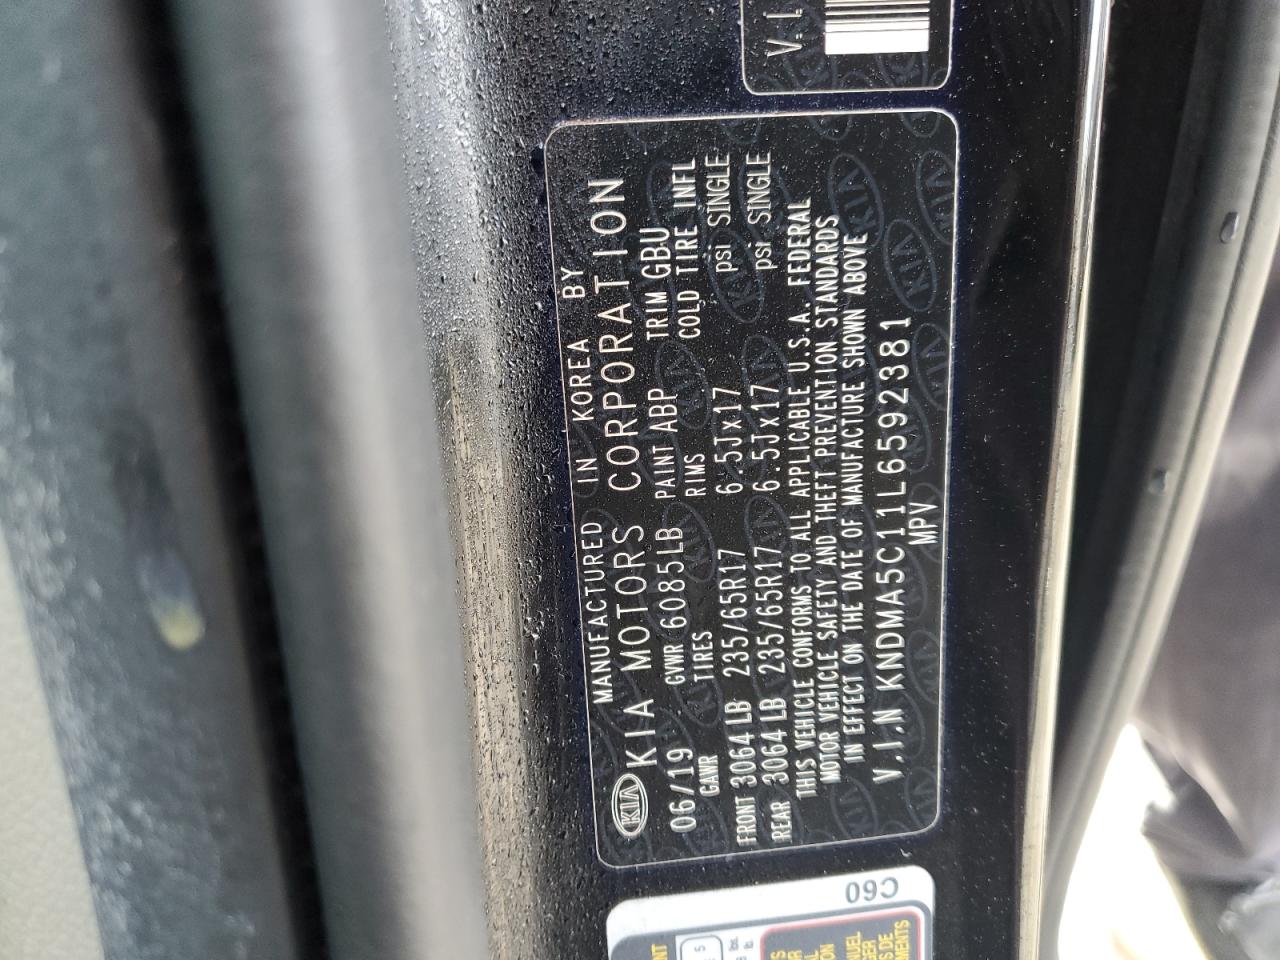 V. I.
MANUFACTURED IN KOREA BY
KIA KIA MOTORS CORPORATION
06/19 GVWR 6085LB PAINT ABP TRIM GBU
GAWR TIRES RIMS COLD TIRE INFL
FRONT 3064LB 235/65R17 6.5Jx17 psi SINGLE
REAR 3064LB 235/65R17 6.5Jx17 psi SINGLE
THIS VEHICLE CONFORMS TO ALL APPLICABLE U.S.A. FEDERAL
MOTOR VEHICLE SAFETY AND THEFT PREVENTION STANDARDS
IN EFFECT ON THE DATE OF MANUFACTURE SHOWN ABOVE
V.I.N KNDMA5C11L6592381
MPV
C60